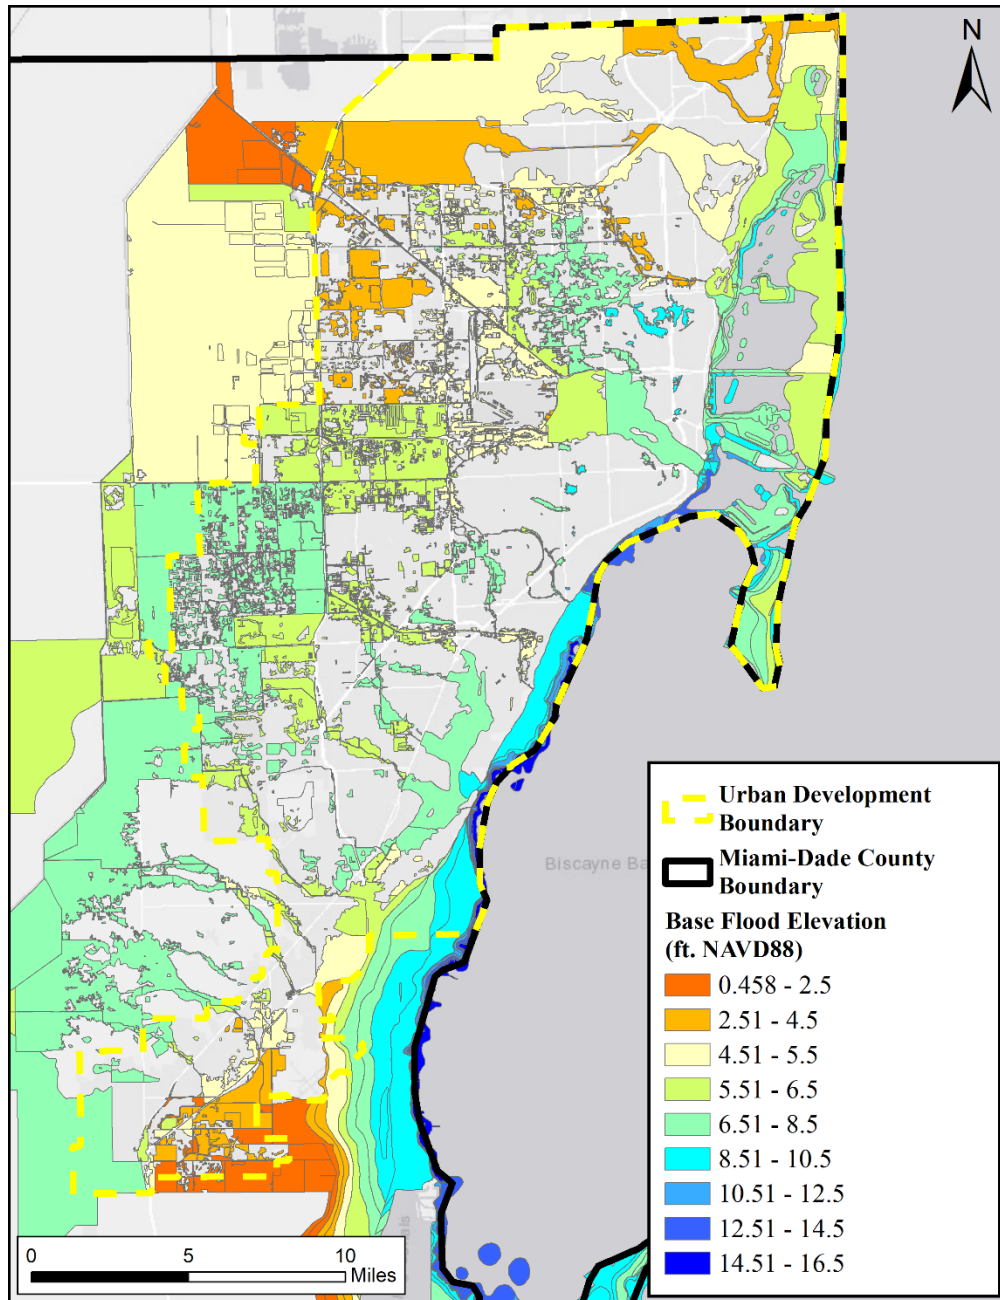 N
Biscayne Ba
Urban Development
Boundary
Miami-Dade County
Boundary
Base Flood Elevation
(ft. NAVD88)
0.458 - 2.5
2.51 - 4.5
4.51 - 5.5
5.51 - 6.5
6.51 - 8.5
8.51 - 10.5
10.51 - 12.5
12.51 - 14.5
14.51 - 16.5
0 5 10
Miles